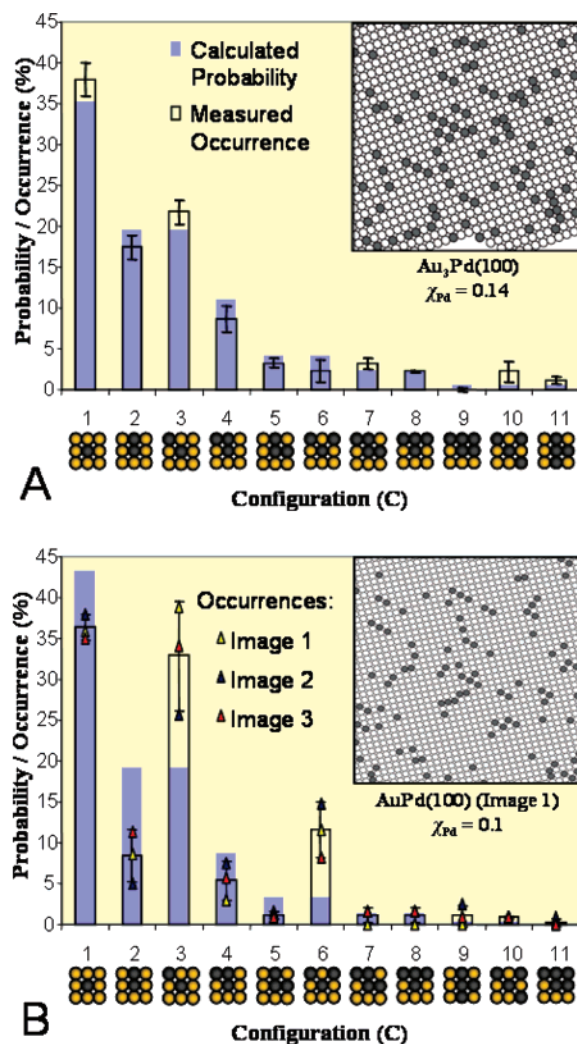 45
40
35
30
25
20
15
10
5
0
Probability / Occurrence (%)
Calculated
Probability
Measured
Occurrence
Au₃Pd(100)
χPd = 0.14
1 2 3 4 5 6 7 8 9 10 11
A
Configuration (C)
45
40
35
30
25
20
15
10
5
0
Probability / Occurrence (%)
Occurrences:
Image 1
Image 2
Image 3
AuPd(100) (Image 1)
χPd = 0.1
1 2 3 4 5 6 7 8 9 10 11
B
Configuration (C)